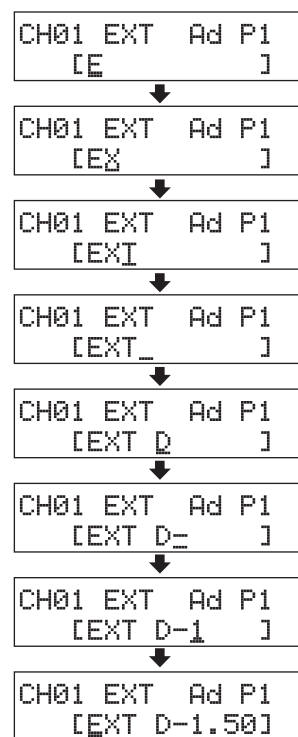 CH01 EXT Ad P1
[E ]
CH01 EXT Ad P1
[EX ]
CH01 EXT Ad P1
[EXT ]
CH01 EXT Ad P1
[EXT_ ]
CH01 EXT Ad P1
[EXT D ]
CH01 EXT Ad P1
[EXT D- ]
CH01 EXT Ad P1
[EXT D-1 ]
CH01 EXT Ad P1
[EXT D-1.50]